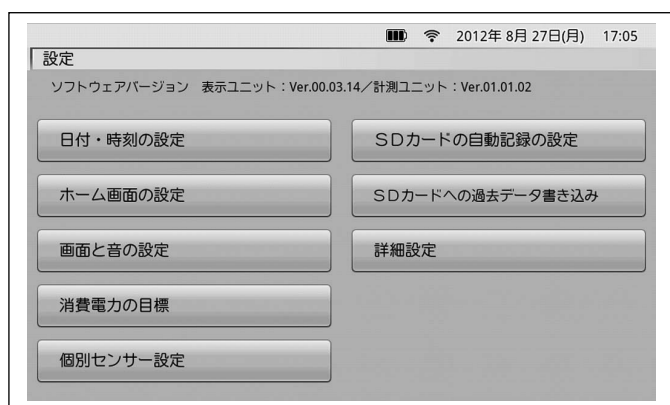 2012年 8月 27日(月) 17:05
設定
ソフトウェアバージョン 表示ユニット：Ver.00.03.14／計測ユニット：Ver.01.01.02
日付・時刻の設定
ＳＤカードの自動記録の設定
ホーム画面の設定
ＳＤカードへの過去データ書き込み
画面と音の設定
詳細設定
消費電力の目標
個別センサー設定